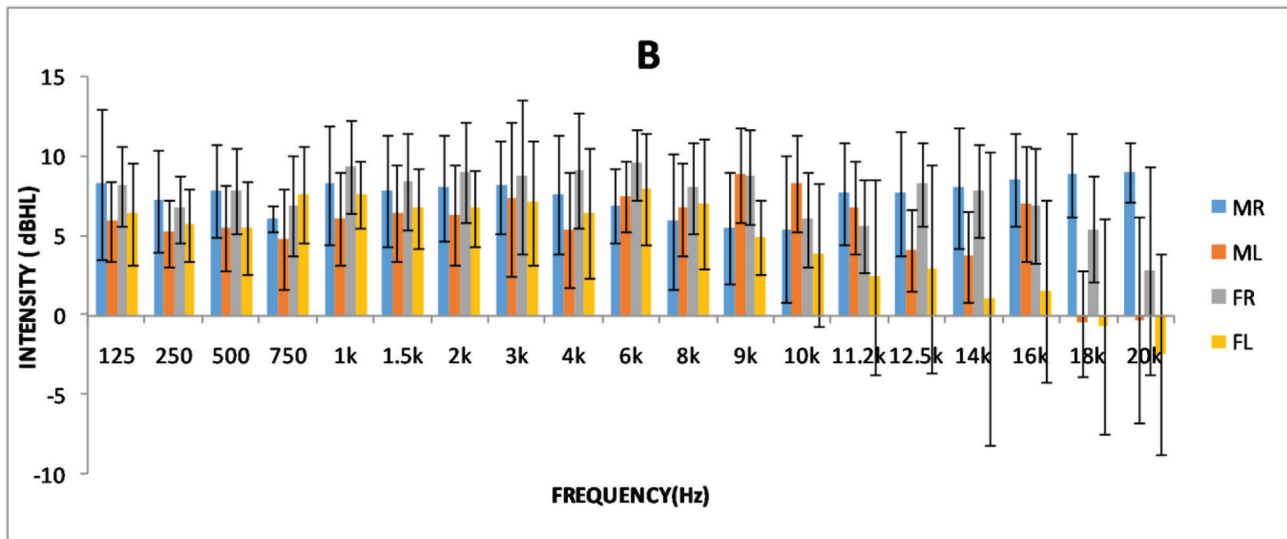 B
15
10
5
0
-5
-10
INTENSITY ( dBHL)
125 250 500 750 1k 1.5k 2k 3k 4k 6k 8k 9k 10k 11.2k 12.5k 14k 16k 18k 20k
FREQUENCY(Hz)
MR
ML
FR
FL